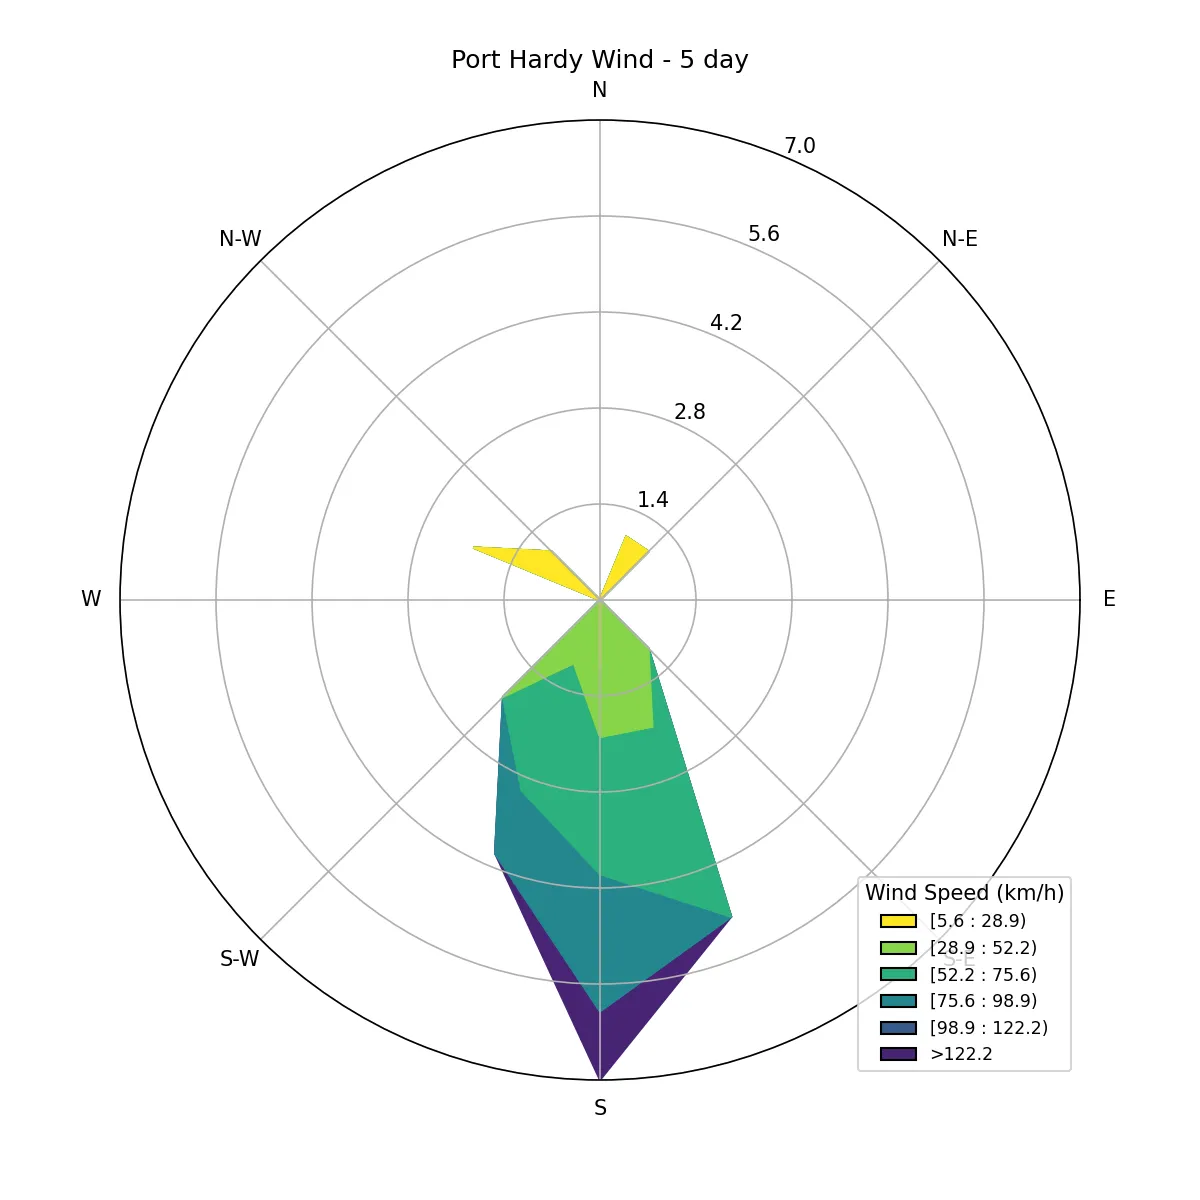 Port Hardy Wind - 5 day
N
7.0
5.6
N-W
N-E
4.2
2.8
1.4
W
E
Wind Speed (km/h)
[5.6 : 28.9)
[28.9 : 52.2)
S-W
S-E
[52.2 : 75.6)
[75.6 : 98.9)
[98.9 : 122.2)
>122.2
S